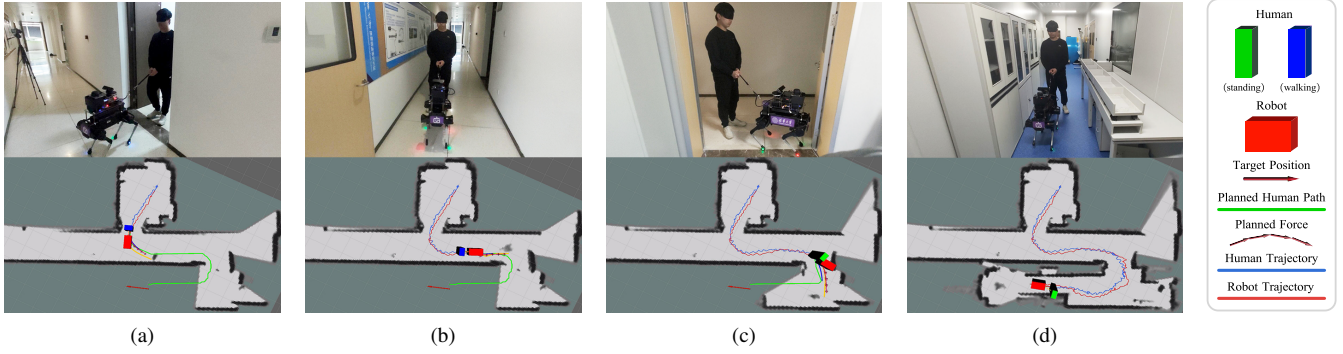 Human
(standing) (walking)
Robot
Target Position
Planned Human Path
Planned Force
Human Trajectory
Robot Trajectory
(a) (b) (c) (d)